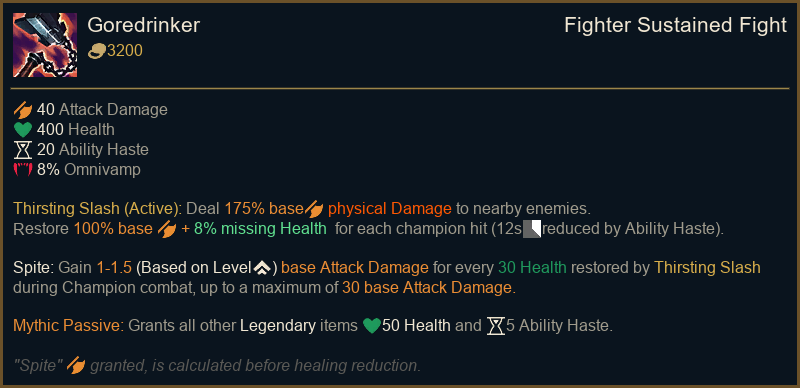 Goredrinker
Fighter Sustained Fight
3200
40 Attack Damage
400 Health
20 Ability Haste
8% Omnivamp
Thirsting Slash (Active): Deal 175% base physical Damage to nearby enemies.
Restore 100% base + 8% missing Health for each champion hit (12s reduced by Ability Haste).
Spite: Gain 1-1.5 (Based on Level) base Attack Damage for every 30 Health restored by Thirsting Slash
during Champion combat, up to a maximum of 30 base Attack Damage.
Mythic Passive: Grants all other Legendary items 50 Health and 5 Ability Haste.
"Spite" granted, is calculated before healing reduction.